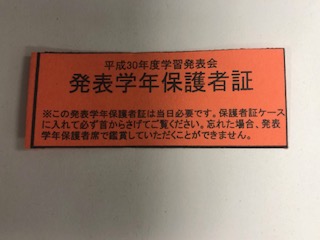 平成30年度学習発表会
発表学年保護者証
※この発表学年保護者証は当日必要です。保護者証ケース
に入れて必ず首からさげてご覧ください。忘れた場合、発表
学年保護者席で鑑賞していただくことができません。